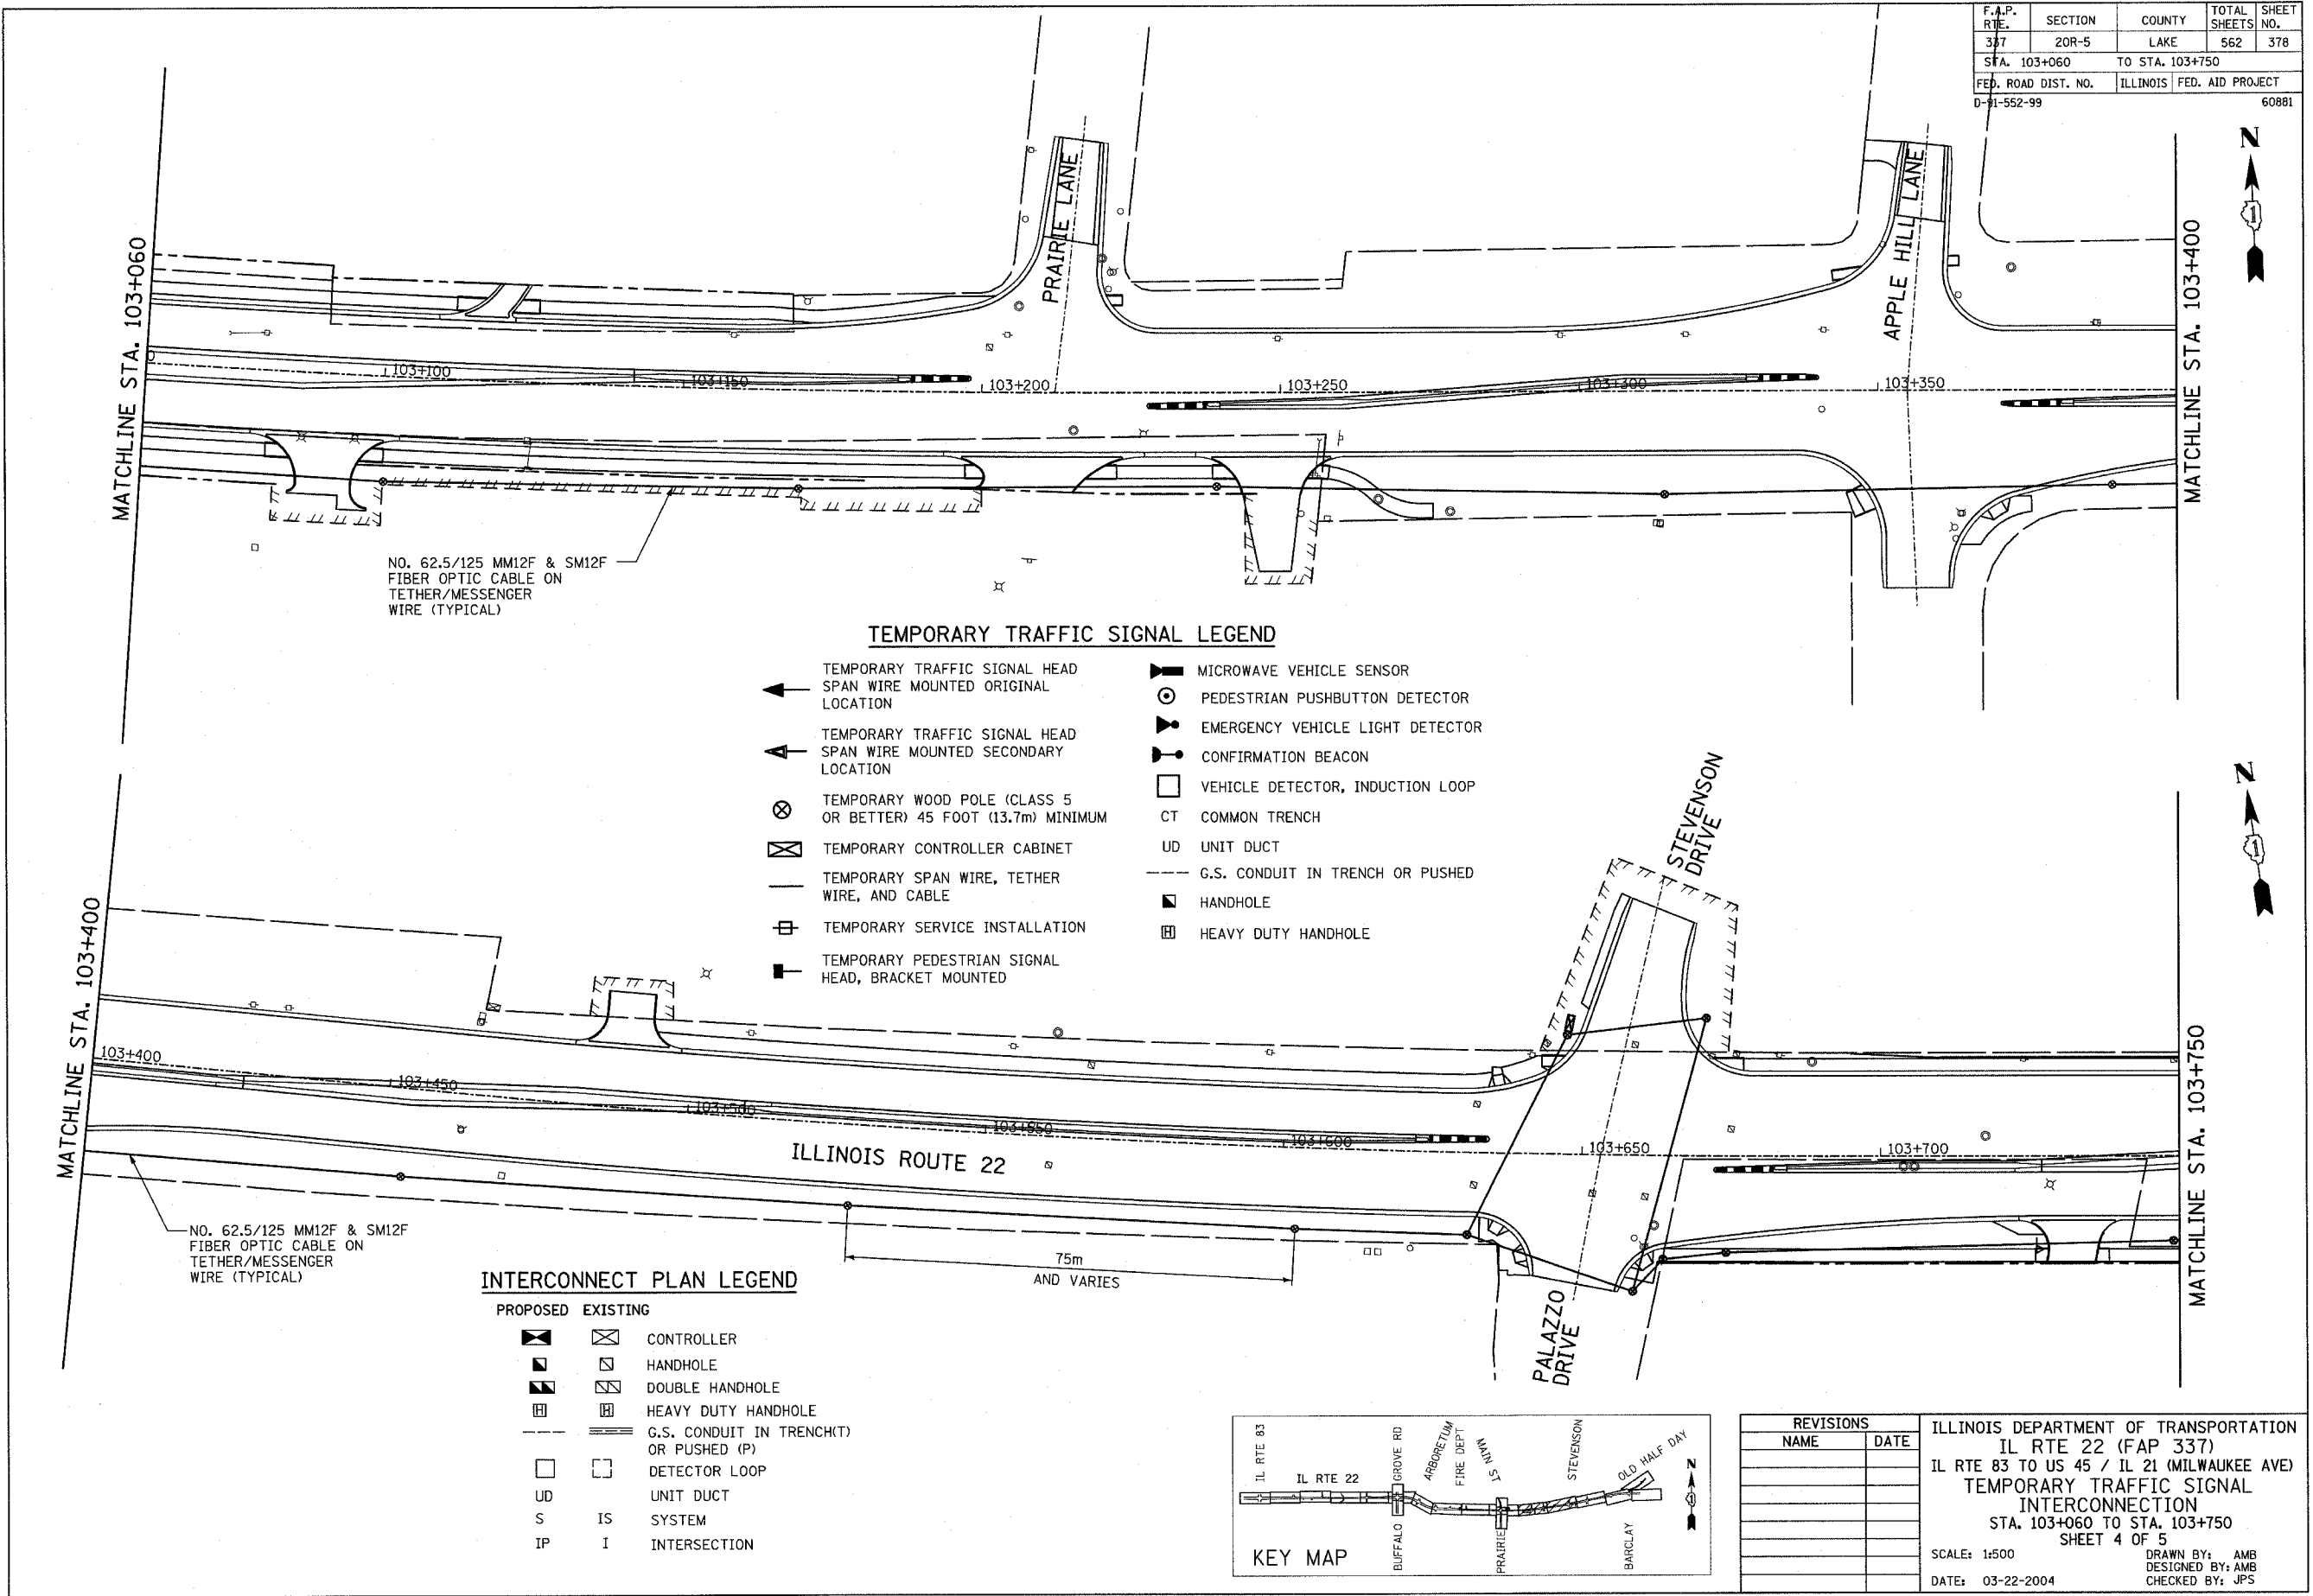 F.A.P. RTE. SECTION COUNTY TOTAL SHEETS SHEET NO.
337 20R-5 LAKE 562 378
STA. 103+060 TO STA. 103+750
FED. ROAD DIST. NO. ILLINOIS FED. AID PROJECT
D-91-552-99 60881
N
1
MATCHLINE STA. 103+060
PRAIRIE LANE
APPLE HILL LANE
MATCHLINE STA. 103+400
103+100
103+150
103+200
103+250
103+300
103+350
NO. 62.5/125 MM12F & SM12F
FIBER OPTIC CABLE ON
TETHER/MESSENGER
WIRE (TYPICAL)
TEMPORARY TRAFFIC SIGNAL LEGEND
TEMPORARY TRAFFIC SIGNAL HEAD
SPAN WIRE MOUNTED ORIGINAL
LOCATION
TEMPORARY TRAFFIC SIGNAL HEAD
SPAN WIRE MOUNTED SECONDARY
LOCATION
TEMPORARY WOOD POLE (CLASS 5
OR BETTER) 45 FOOT (13.7m) MINIMUM
TEMPORARY CONTROLLER CABINET
TEMPORARY SPAN WIRE, TETHER
WIRE, AND CABLE
TEMPORARY SERVICE INSTALLATION
TEMPORARY PEDESTRIAN SIGNAL
HEAD, BRACKET MOUNTED
MICROWAVE VEHICLE SENSOR
PEDESTRIAN PUSHBUTTON DETECTOR
EMERGENCY VEHICLE LIGHT DETECTOR
CONFIRMATION BEACON
VEHICLE DETECTOR, INDUCTION LOOP
CT COMMON TRENCH
UD UNIT DUCT
G.S. CONDUIT IN TRENCH OR PUSHED
HANDHOLE
H HEAVY DUTY HANDHOLE
STEVENSON
DRIVE
N
1
MATCHLINE STA. 103+400
103+400
103+450
103+500
103+550
103+600
103+650
103+700
ILLINOIS ROUTE 22
MATCHLINE STA. 103+750
NO. 62.5/125 MM12F & SM12F
FIBER OPTIC CABLE ON
TETHER/MESSENGER
WIRE (TYPICAL)
75m
AND VARIES
PALAZZO
DRIVE
INTERCONNECT PLAN LEGEND
PROPOSED EXISTING
CONTROLLER
HANDHOLE
DOUBLE HANDHOLE
H H HEAVY DUTY HANDHOLE
G.S. CONDUIT IN TRENCH(T)
OR PUSHED (P)
DETECTOR LOOP
UD UNIT DUCT
S IS SYSTEM
IP I INTERSECTION
IL RTE 83
IL RTE 22
GROVE RD
BUFFALO
ARBORETUM
FIRE DEPT
MAIN ST
PRAIRIE
STEVENSON
OLD HALF DAY
BARCLAY
N
1
KEY MAP
REVISIONS
NAME DATE
ILLINOIS DEPARTMENT OF TRANSPORTATION
IL RTE 22 (FAP 337)
IL RTE 83 TO US 45 / IL 21 (MILWAUKEE AVE)
TEMPORARY TRAFFIC SIGNAL
INTERCONNECTION
STA. 103+060 TO STA. 103+750
SHEET 4 OF 5
SCALE: 1:500
DRAWN BY: AMB
DESIGNED BY: AMB
DATE: 03-22-2004
CHECKED BY: JPS